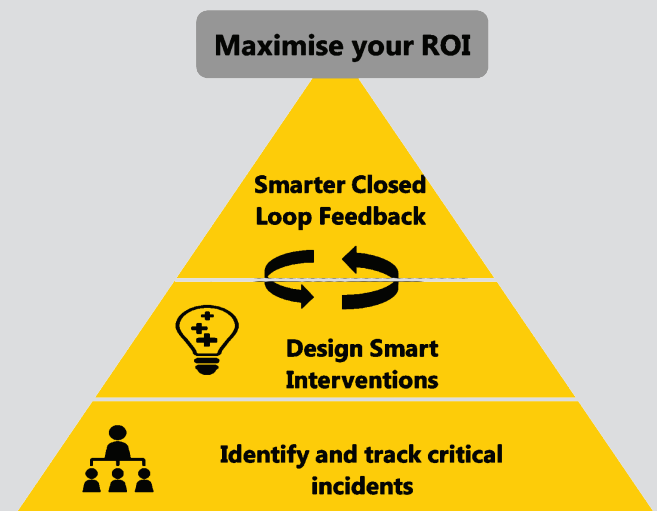 Maximise your ROI
Smarter Closed
Loop Feedback
Design Smart
Interventions
Identify and track critical
incidents